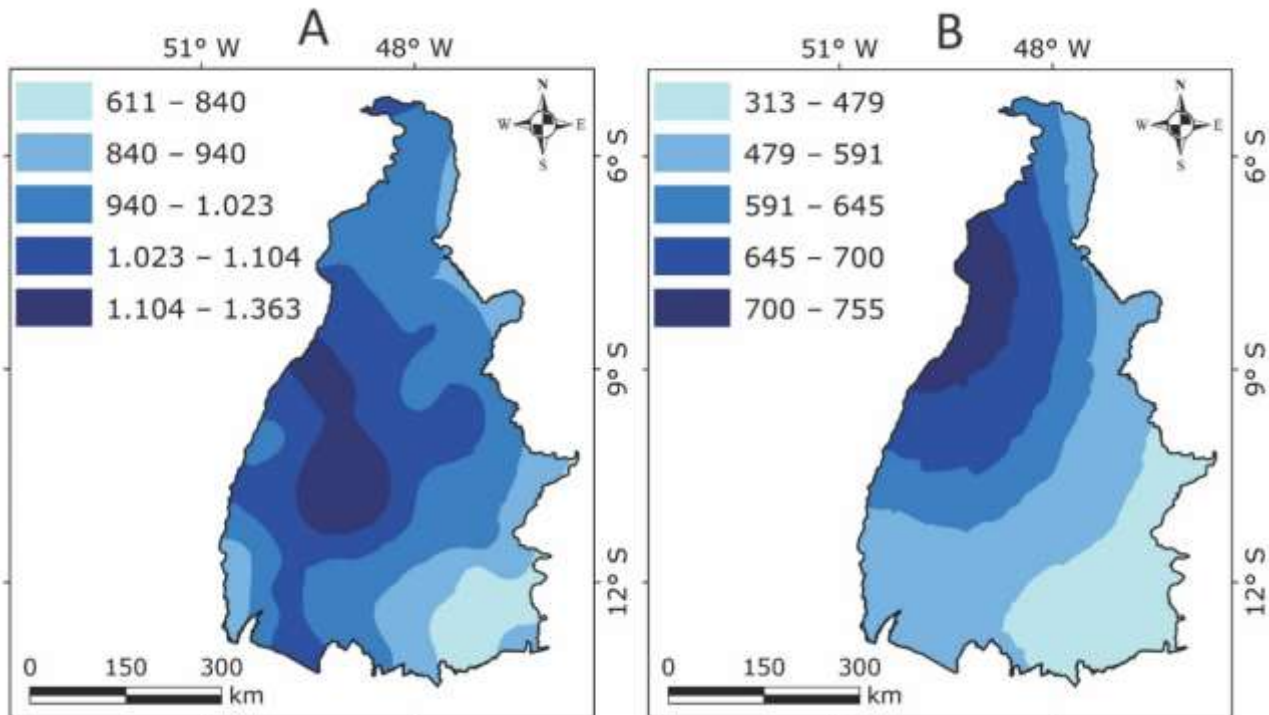 A
51° W 48° W
611 – 840
840 – 940
940 – 1.023
1.023 – 1.104
1.104 – 1.363
N
W E
S
6° S
9° S
12° S
0 150 300
km
B
51° W 48° W
313 – 479
479 – 591
591 – 645
645 – 700
700 – 755
N
W E
S
6° S
9° S
12° S
0 150 300
km